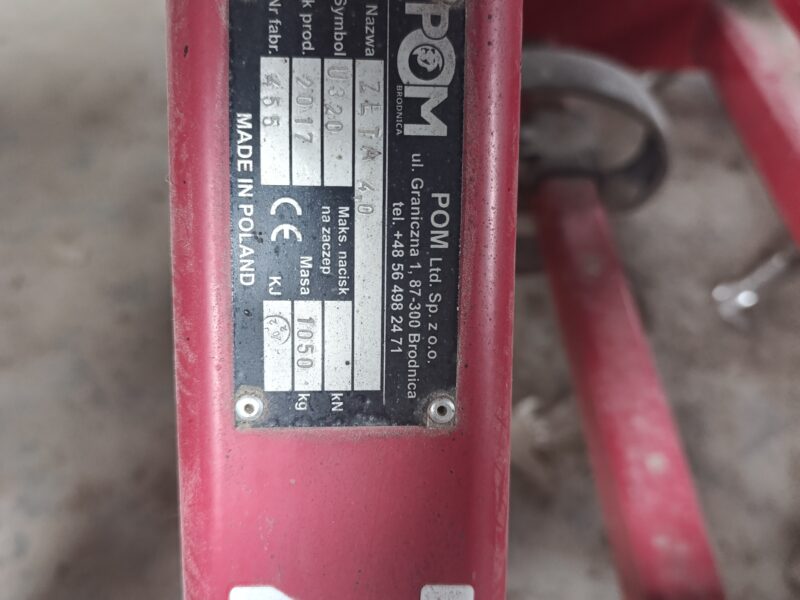 POM
BRODNICA
POM Ltd. Sp. z o.o.
ul. Graniczna 1, 87-300 Brodnica
tel. +48 56 498 24 71
Nazwa ZETA 4,0
Symbol U320 Maks. nacisk na zaczep kN
k prod. 2017 Masa 1050 kg
Nr fabr. 455 CE KJ
MADE IN POLAND